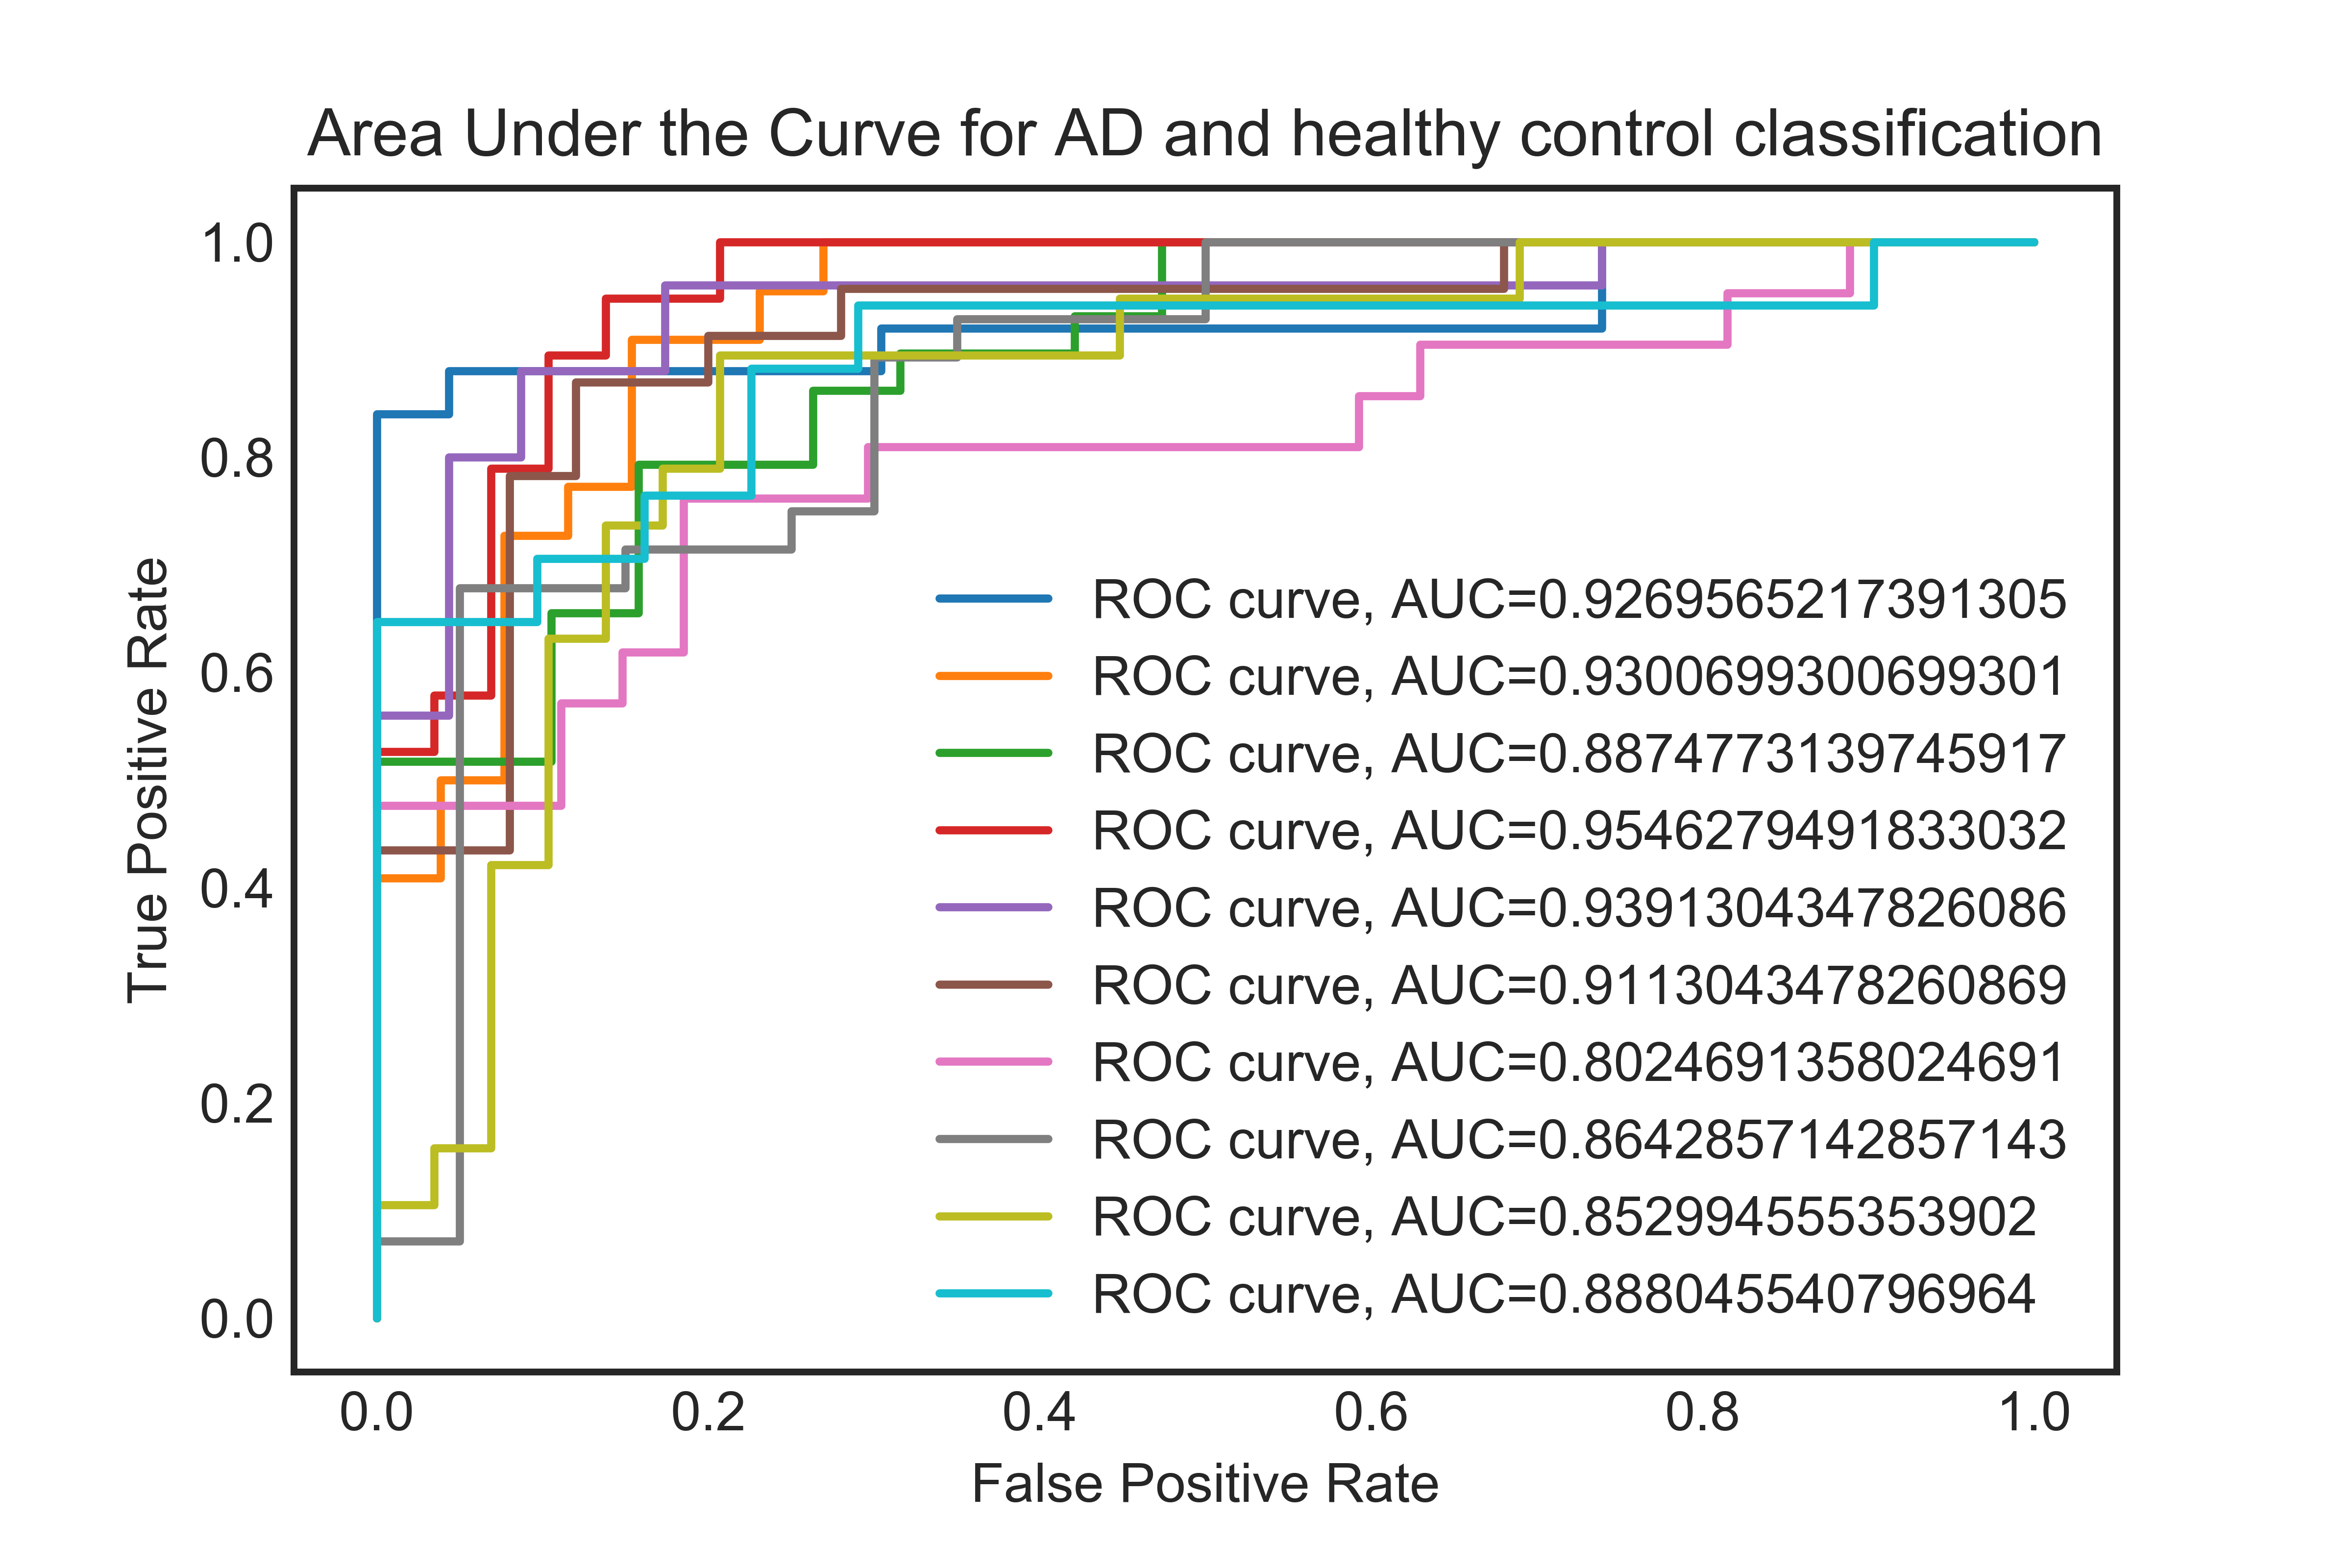 Area Under the Curve for AD and healthy control classification
1.0
0.8
0.6
0.4
0.2
0.0
True Positive Rate
ROC curve, AUC=0.9269565217391305
ROC curve, AUC=0.9300699300699301
ROC curve, AUC=0.8874773139745917
ROC curve, AUC=0.9546279491833032
ROC curve, AUC=0.9391304347826086
ROC curve, AUC=0.9113043478260869
ROC curve, AUC=0.8024691358024691
ROC curve, AUC=0.8642857142857143
ROC curve, AUC=0.852994555353902
ROC curve, AUC=0.888045540796964
0.0 0.2 0.4 0.6 0.8 1.0
False Positive Rate